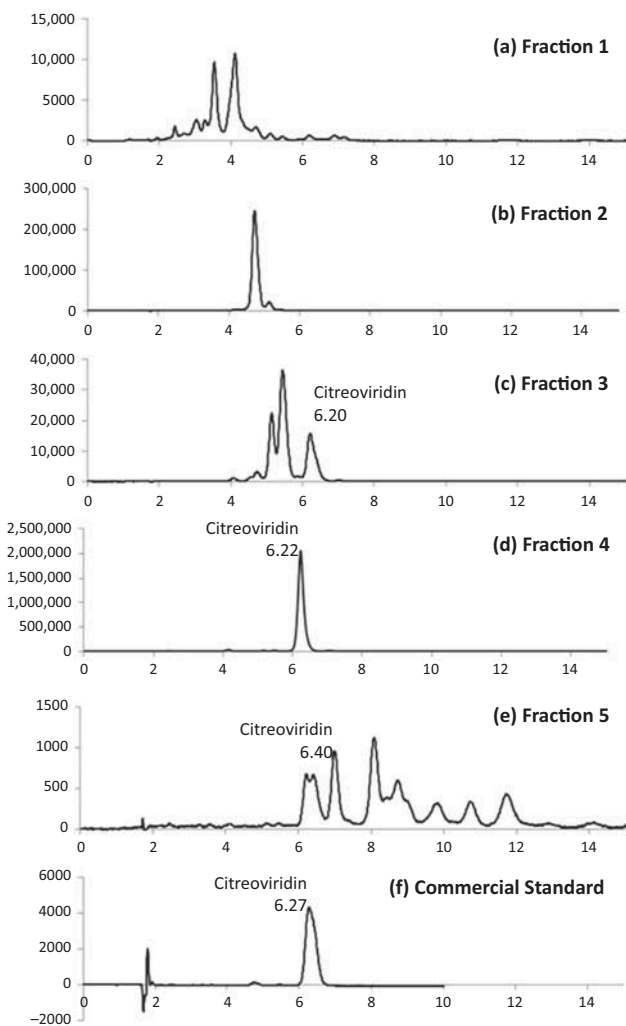 15,000
(a) Fraction 1
10,000
5000
0
0 2 4 6 8 10 12 14
300,000
(b) Fraction 2
200,000
100,000
0
0 2 4 6 8 10 12 14
40,000
(c) Fraction 3
30,000
Citreoviridin
20,000
6.20
10,000
0
0 2 4 6 8 10 12 14
2,500,000
Citreoviridin
(d) Fraction 4
2,000,000
6.22
1,500,000
1,000,000
500,000
0
0 2 4 6 8 10 12 14
1500
(e) Fraction 5
Citreoviridin
1000
6.40
500
0
0 2 4 6 8 10 12 14
6000
Citreoviridin
(f) Commercial Standard
6.27
4000
2000
0
0 2 4 6 8 10 12 14
–2000